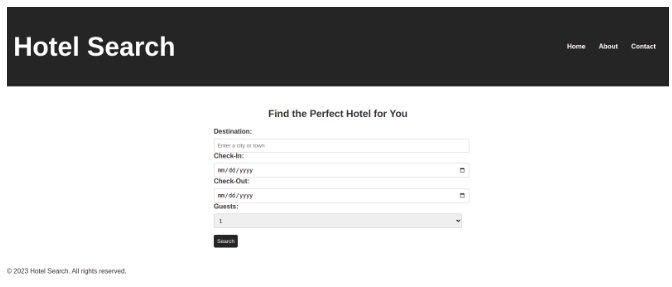 Hotel Search
Home About Contact
Find the Perfect Hotel for You
Destination:
Enter a city or town
Check-In:
mm/dd/yyyy
Check-Out:
mm/dd/yyyy
Guests:
1
Search
© 2023 Hotel Search. All rights reserved.